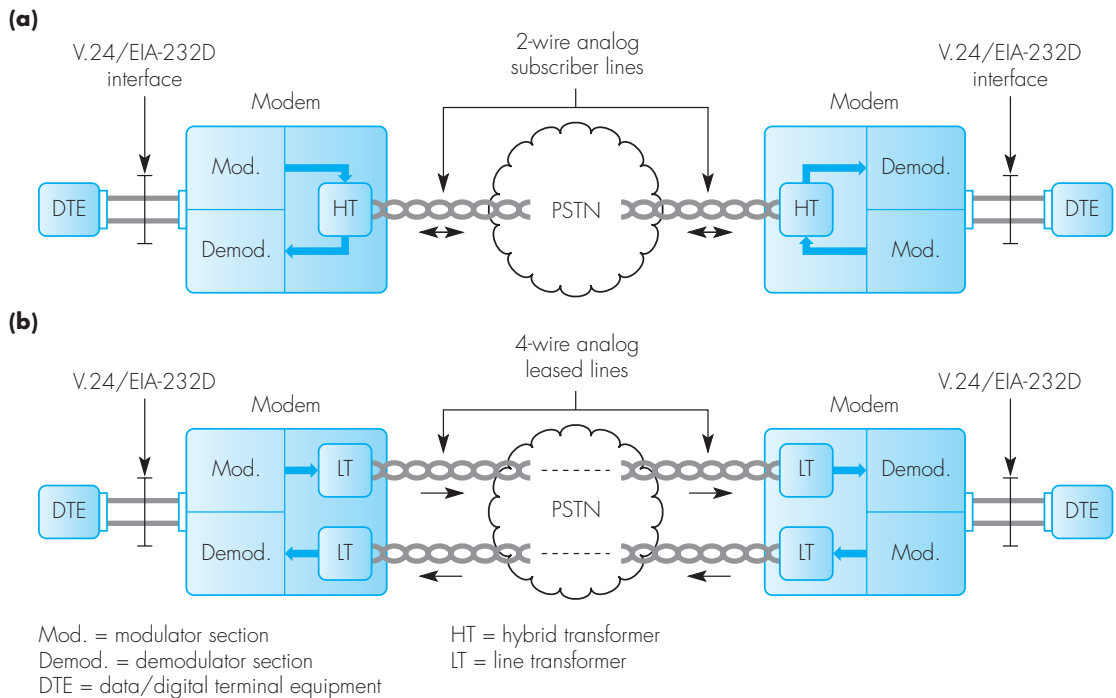 (a)
2-wire analog
subscriber lines
V.24/EIA-232D
interface
V.24/EIA-232D
interface
Modem
Modem
Mod.
Demod.
DTE
HT
PSTN
HT
DTE
Demod.
Mod.
(b)
4-wire analog
leased lines
V.24/EIA-232D
V.24/EIA-232D
Modem
Modem
Mod.
LT
LT
Demod.
DTE
PSTN
DTE
Demod.
LT
LT
Mod.
Mod. = modulator section
Demod. = demodulator section
DTE = data/digital terminal equipment
HT = hybrid transformer
LT = line transformer